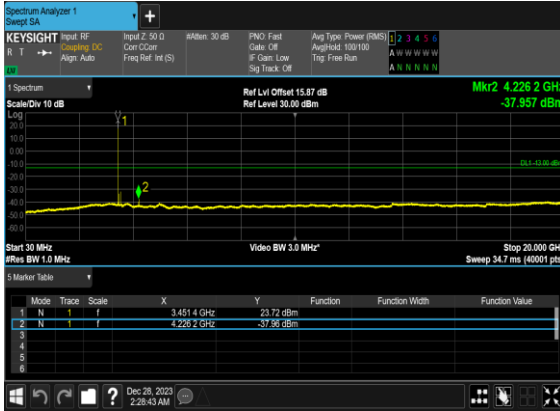 Spectrum Analyzer 1
Swept SA
+
KEYSIGHT Input: RF Input Z: 50 Ω #Atten: 30 dB PNO: Fast Avg Type: Power (RMS) 1 2 3 4 5 6
R T Coupling: DC Corr CCorr Gate: Off Avg|Hold: 100/100 A W W W W W
Align: Auto Freq Ref: Int (S) IF Gain: Low Trig: Free Run
Sig Track: Off A N N N N N
1 Spectrum Ref Lvl Offset 15.87 dB Mkr2 4.226 2 GHz
Scale/Div 10 dB Ref Level 30.00 dBm -37.957 dBm
Log
20.0
10.0
0.00
-10.0
-20.0
-30.0
-40.0
-50.0
-60.0
1
2
DL1 -13.00 dBm
Start 30 MHz Video BW 3.0 MHz* Stop 20.000 GH
#Res BW 1.0 MHz Sweep 34.7 ms (40001 pts
5 Marker Table
Mode Trace Scale X Y Function Function Width Function Value
1 N 1 f 3.451 4 GHz 23.72 dBm
2 N 1 f 4.226 2 GHz -37.96 dBm
3
4
5
6
? Dec 28, 2023
2:28:43 AM